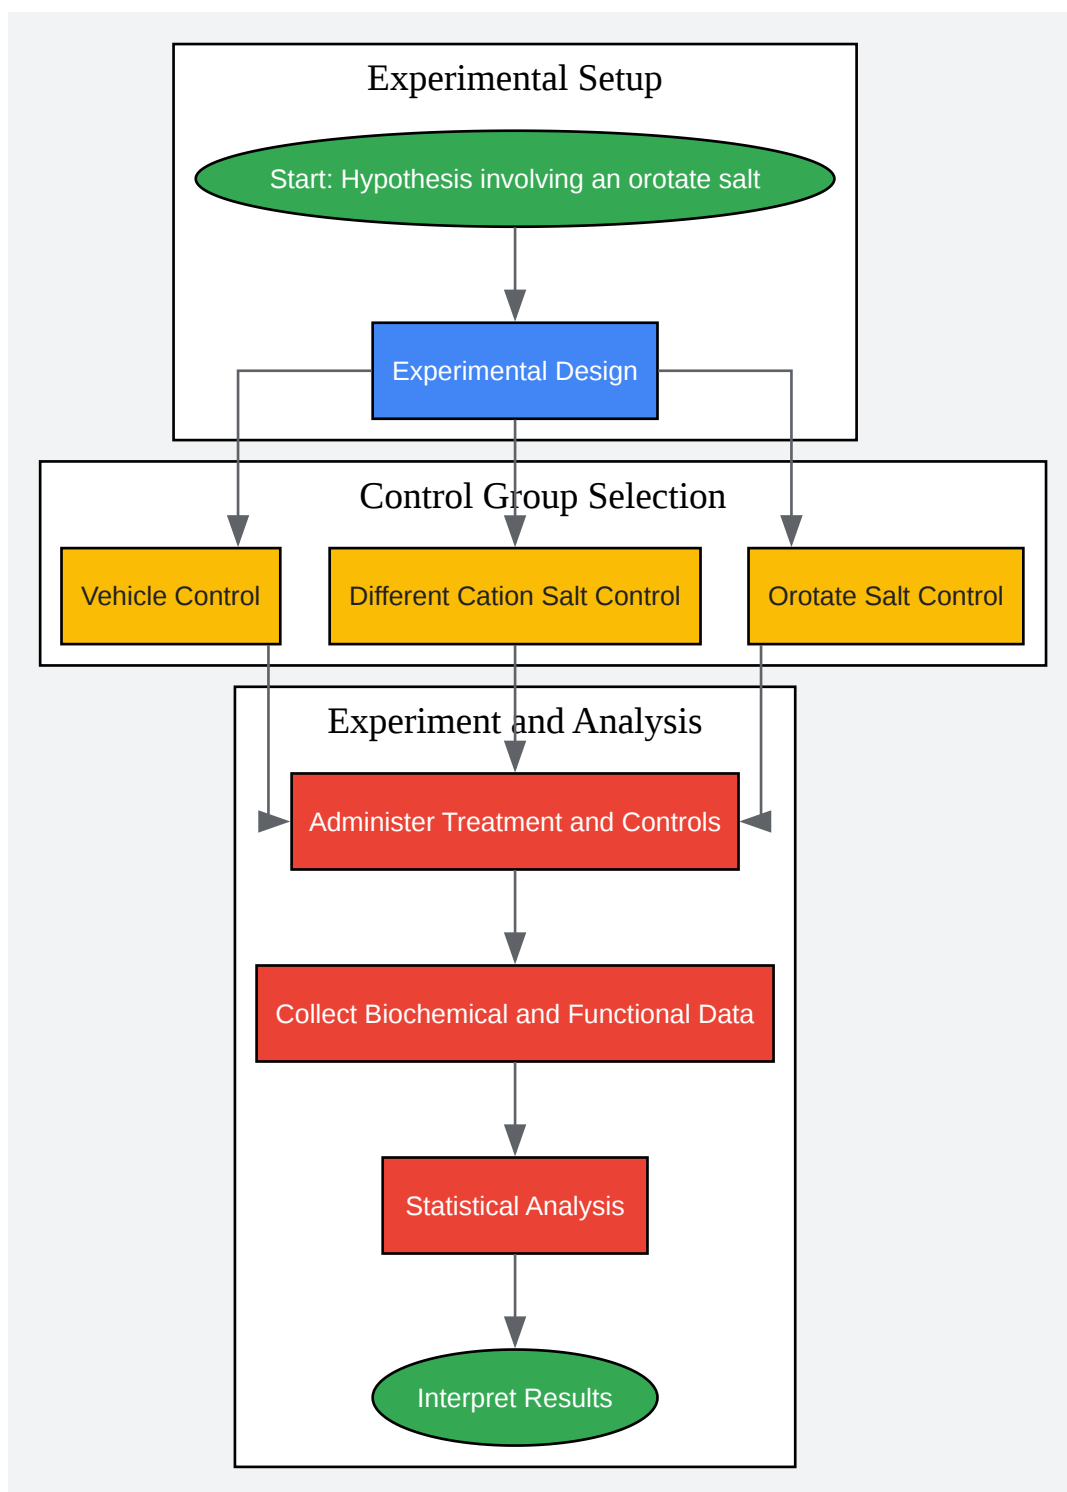 Experimental Setup
Start: Hypothesis involving an orotate salt
Experimental Design
Control Group Selection
Vehicle Control
Different Cation Salt Control
Orotate Salt Control
Experiment and Analysis
Administer Treatment and Controls
Collect Biochemical and Functional Data
Statistical Analysis
Interpret Results